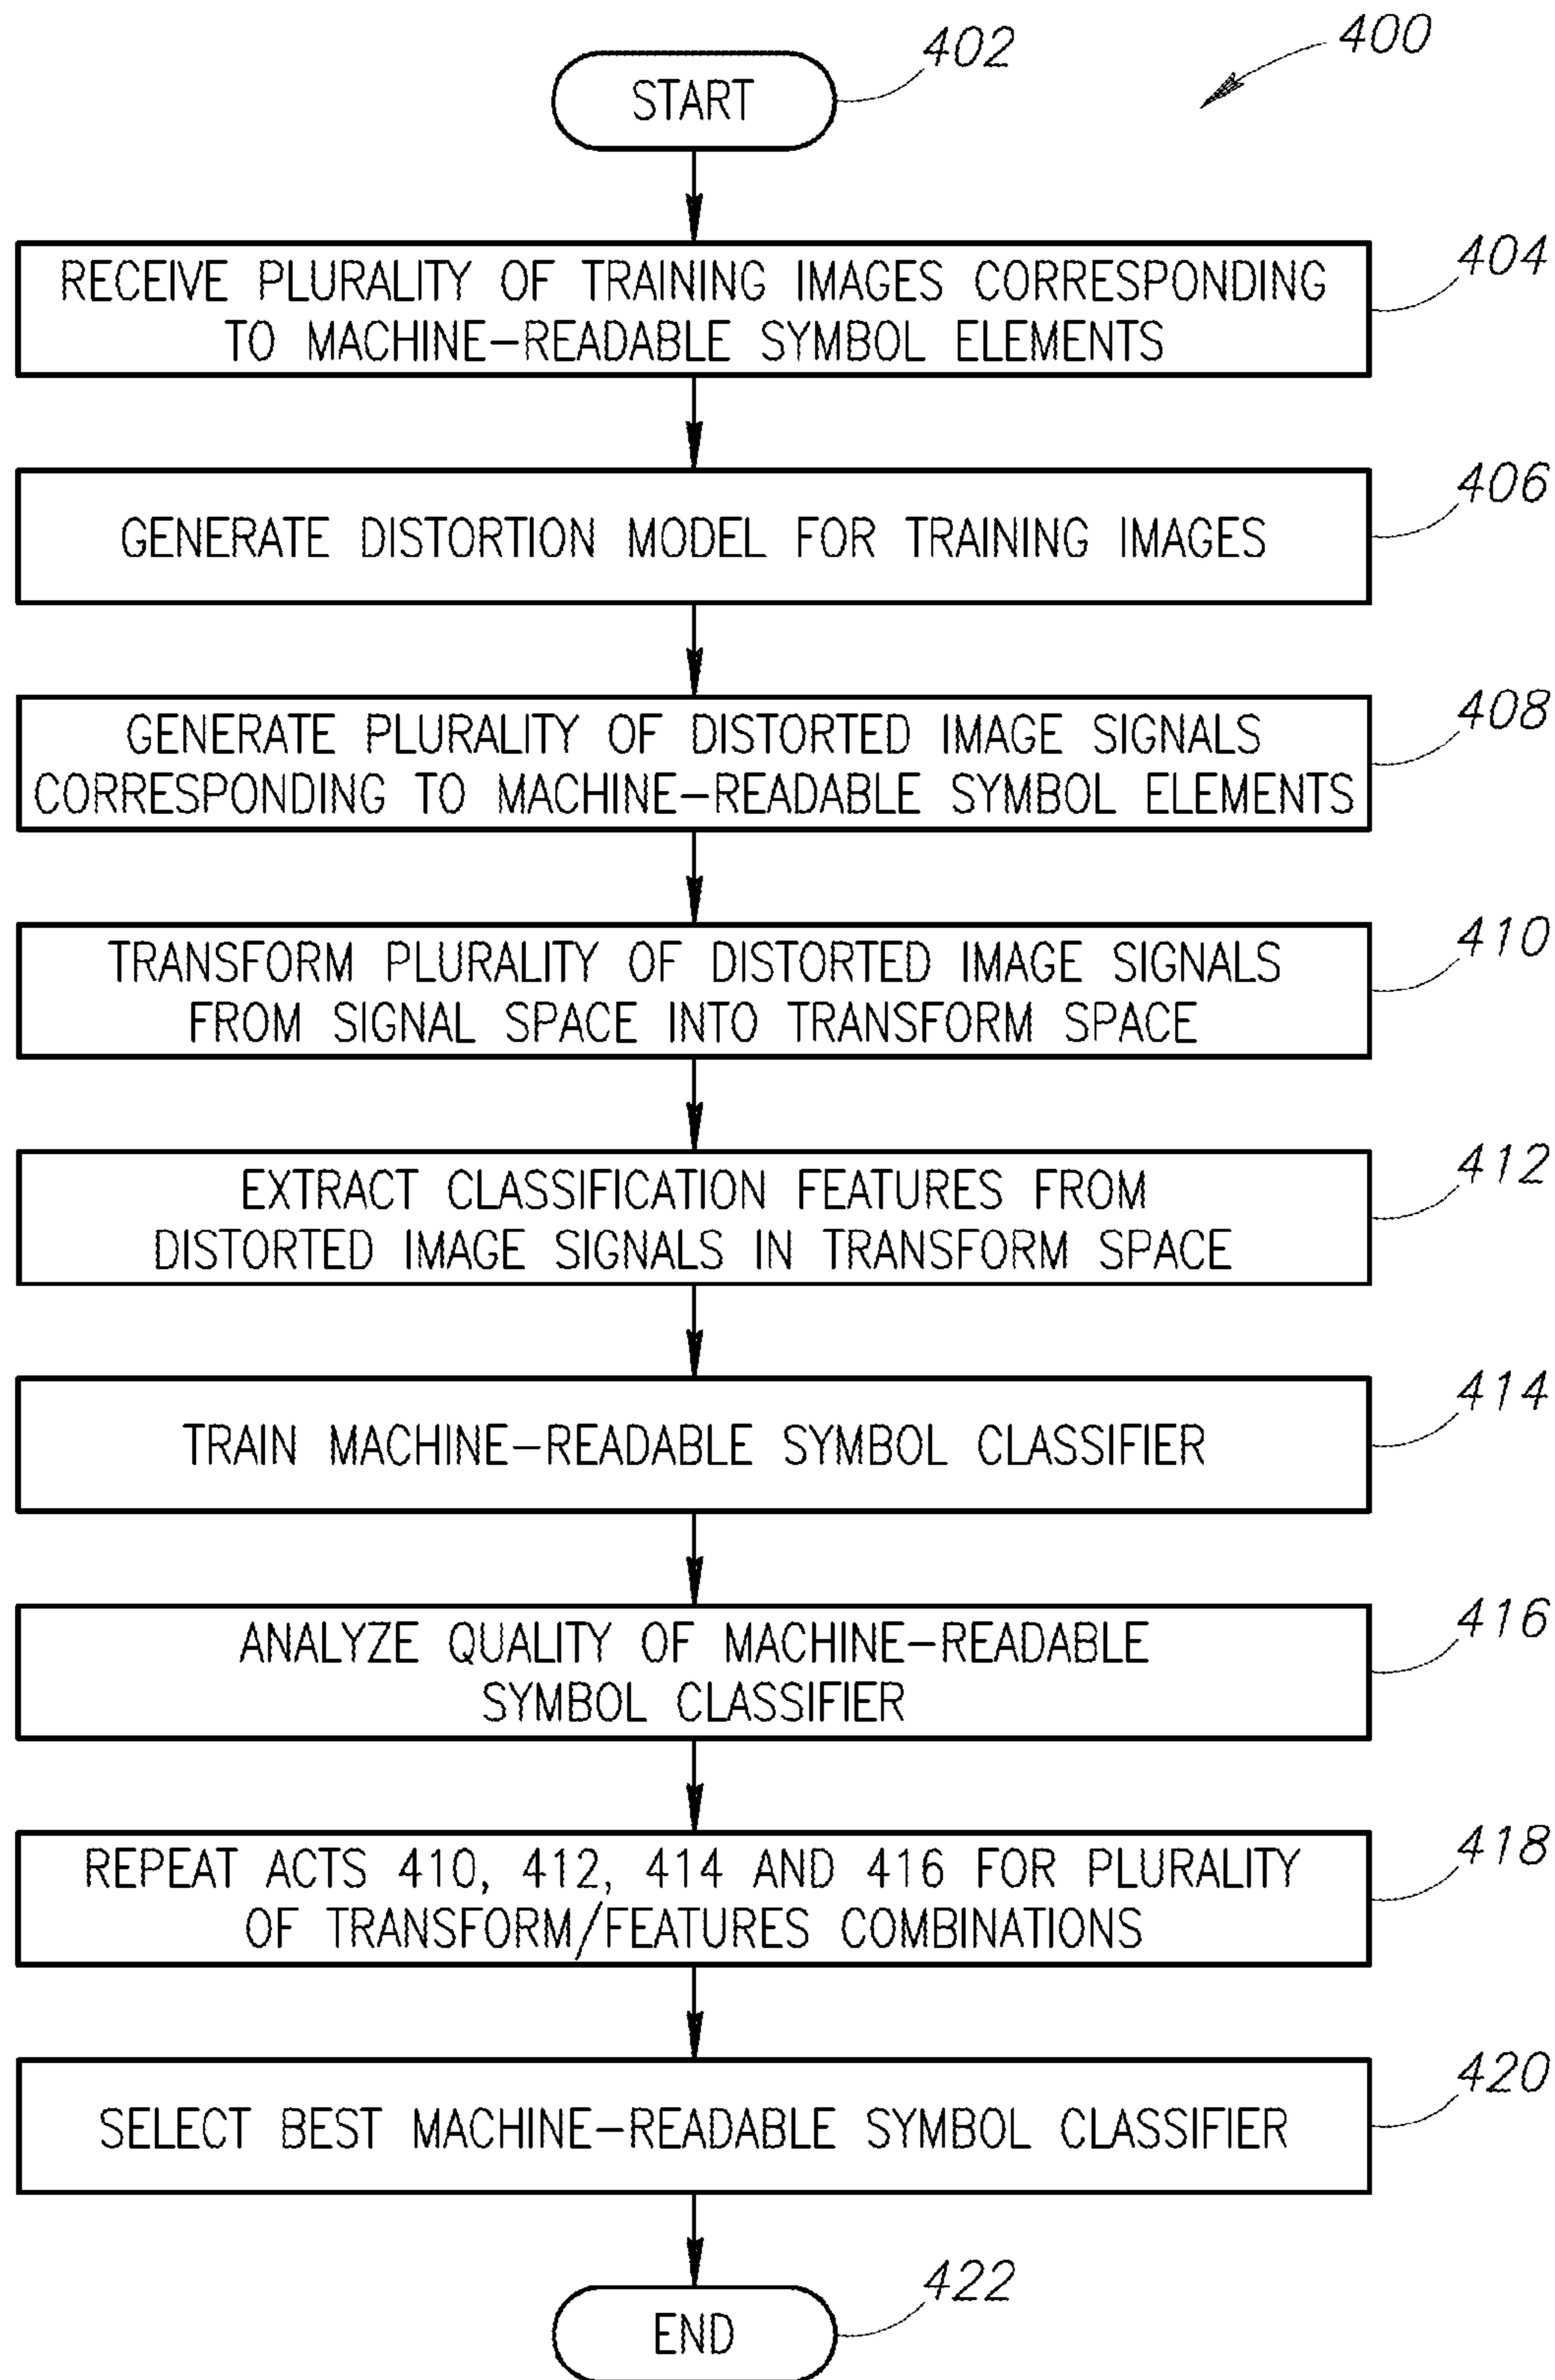 400
402
START
404
RECEIVE PLURALITY OF TRAINING IMAGES CORRESPONDING
TO MACHINE-READABLE SYMBOL ELEMENTS
406
GENERATE DISTORTION MODEL FOR TRAINING IMAGES
408
GENERATE PLURALITY OF DISTORTED IMAGE SIGNALS
CORRESPONDING TO MACHINE-READABLE SYMBOL ELEMENTS
410
TRANSFORM PLURALITY OF DISTORTED IMAGE SIGNALS
FROM SIGNAL SPACE INTO TRANSFORM SPACE
412
EXTRACT CLASSIFICATION FEATURES FROM
DISTORTED IMAGE SIGNALS IN TRANSFORM SPACE
414
TRAIN MACHINE-READABLE SYMBOL CLASSIFIER
416
ANALYZE QUALITY OF MACHINE-READABLE
SYMBOL CLASSIFIER
418
REPEAT ACTS 410, 412, 414 AND 416 FOR PLURALITY
OF TRANSFORM/FEATURES COMBINATIONS
420
SELECT BEST MACHINE-READABLE SYMBOL CLASSIFIER
422
END